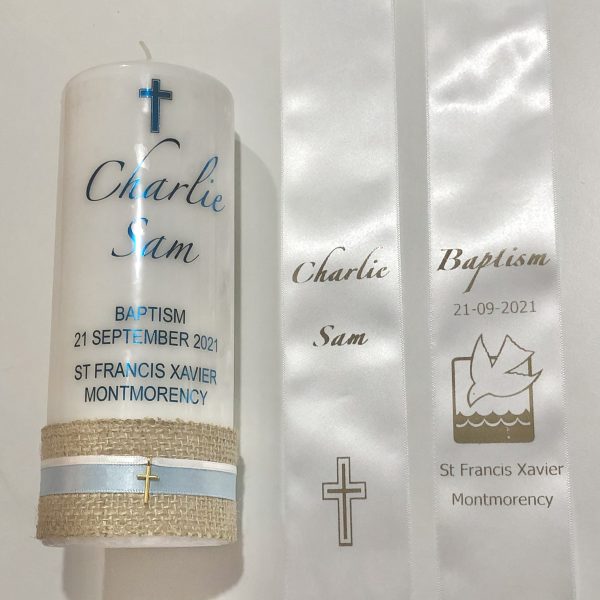 Charlie
Sam
BAPTISM
21 SEPTEMBER 2021
ST FRANCIS XAVIER
MONTMORENCY
Charlie
Sam
Baptism
21-09-2021
St Francis Xavier
Montmorency